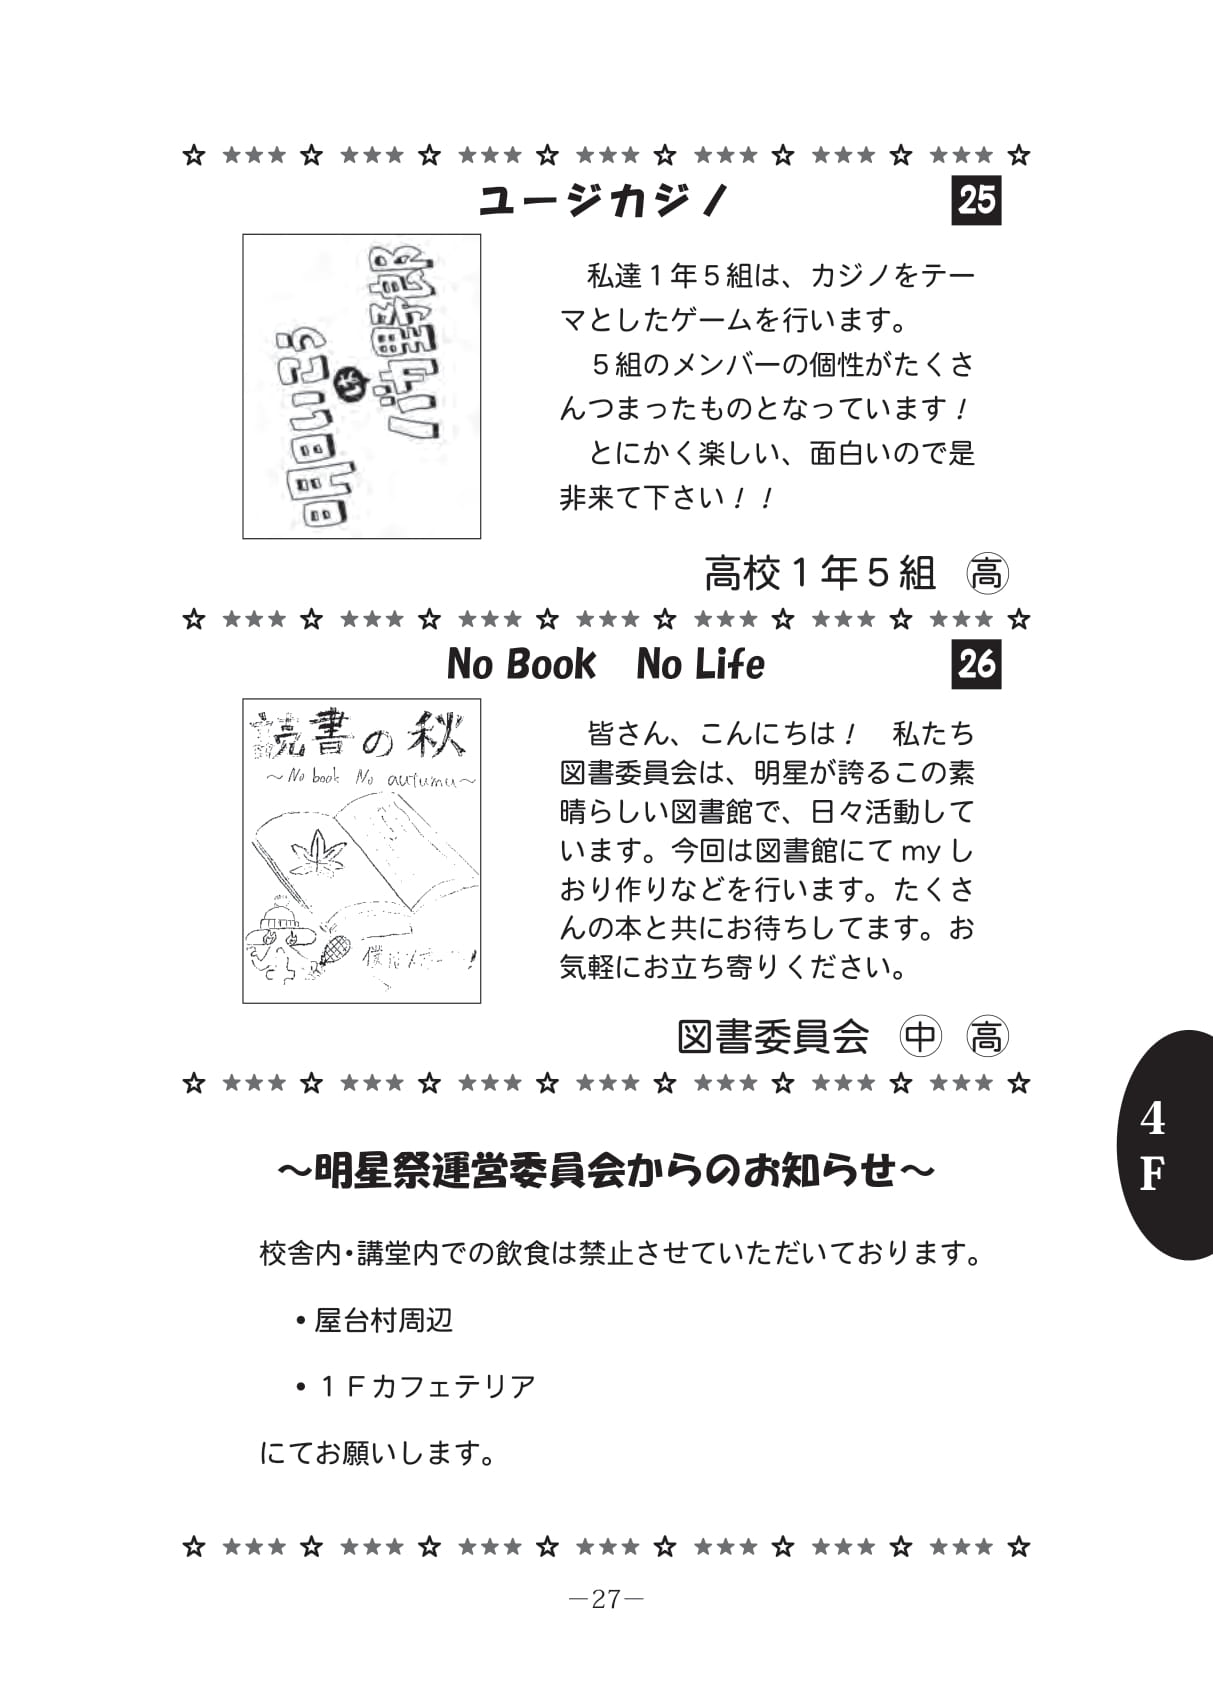 ユージカジノ
25
私達１年５組は、カジノをテー
マとしたゲームを行います。
５組のメンバーの個性がたくさ
んつまったものとなっています！
とにかく楽しい、面白いので是
非来て下さい！！
高校１年５組 高
No Book No Life
26
読書の秋
～No book No autumn～
皆さん、こんにちは！ 私たち
図書委員会は、明星が誇るこの素
晴らしい図書館で、日々活動して
います。今回は図書館にて my し
おり作りなどを行います。たくさ
んの本と共にお待ちしてます。お
気軽にお立ち寄りください。
図書委員会 中 高
4
F
～明星祭運営委員会からのお知らせ～
校舎内･講堂内での飲食は禁止させていただいております。
• 屋台村周辺
• １Ｆカフェテリア
にてお願いします。
—27—